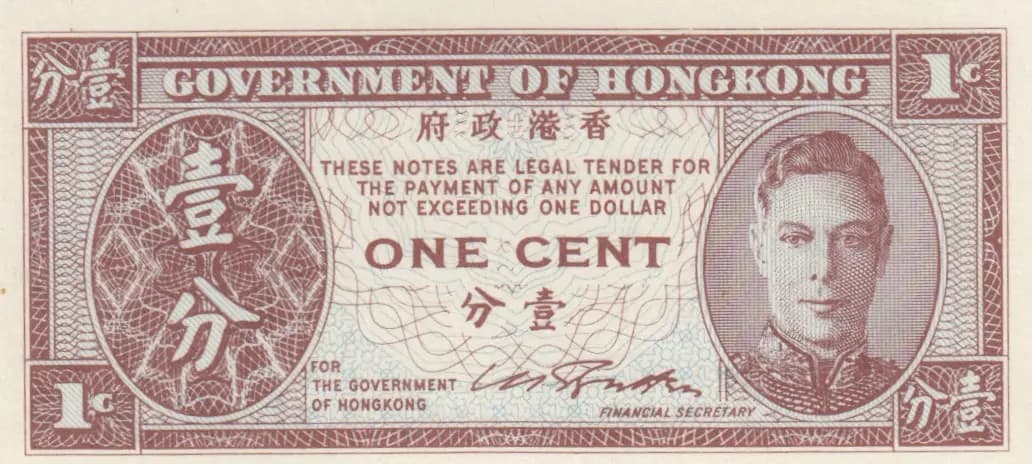 分壹
GOVERNMENT OF HONGKONG
1C
府政港香
THESE NOTES ARE LEGAL TENDER FOR
THE PAYMENT OF ANY AMOUNT
NOT EXCEEDING ONE DOLLAR
壹分
ONE CENT
分壹
FOR
THE GOVERNMENT
OF HONGKONG
FINANCIAL SECRETARY
1C
分壹